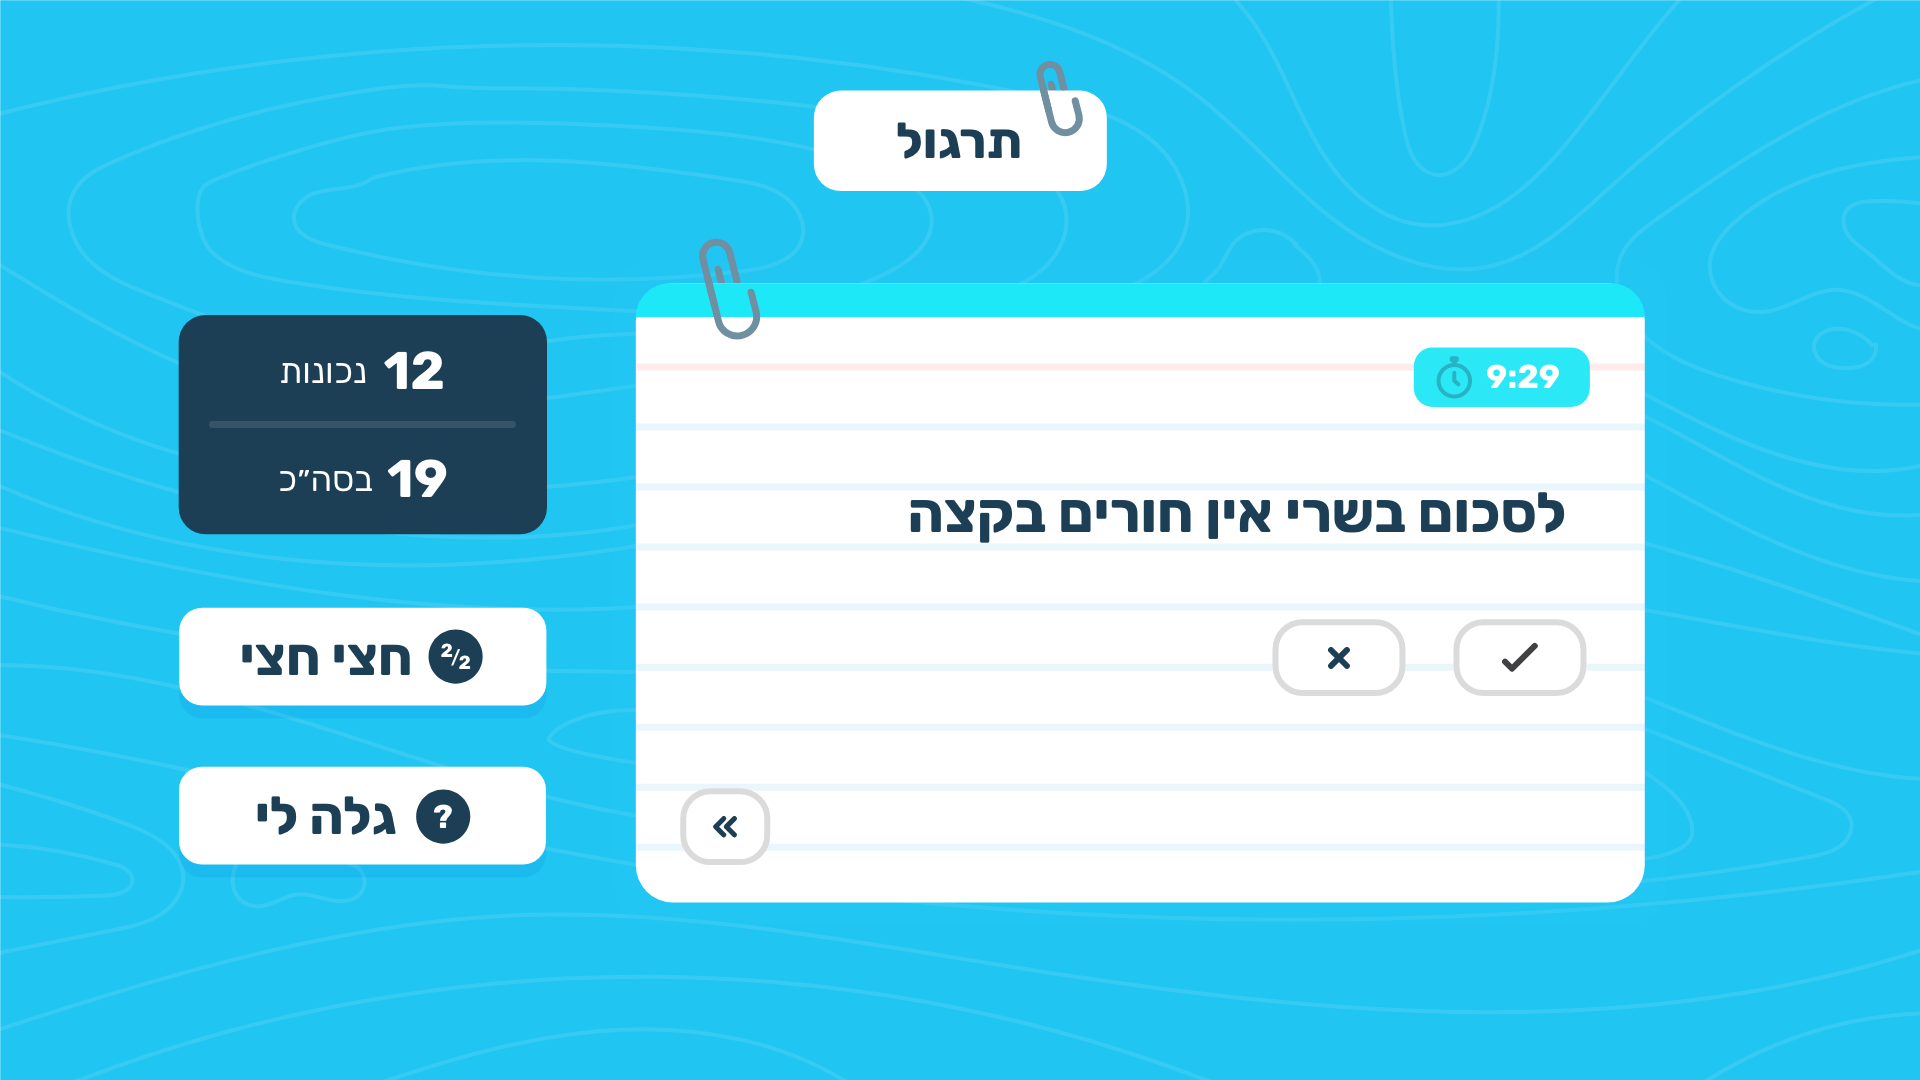 תרגול
9:29
לסכום בשרי אין חורים בקצה
12 נכונות
19 בסה״כ
2/2 חצי חצי
? גלה לי